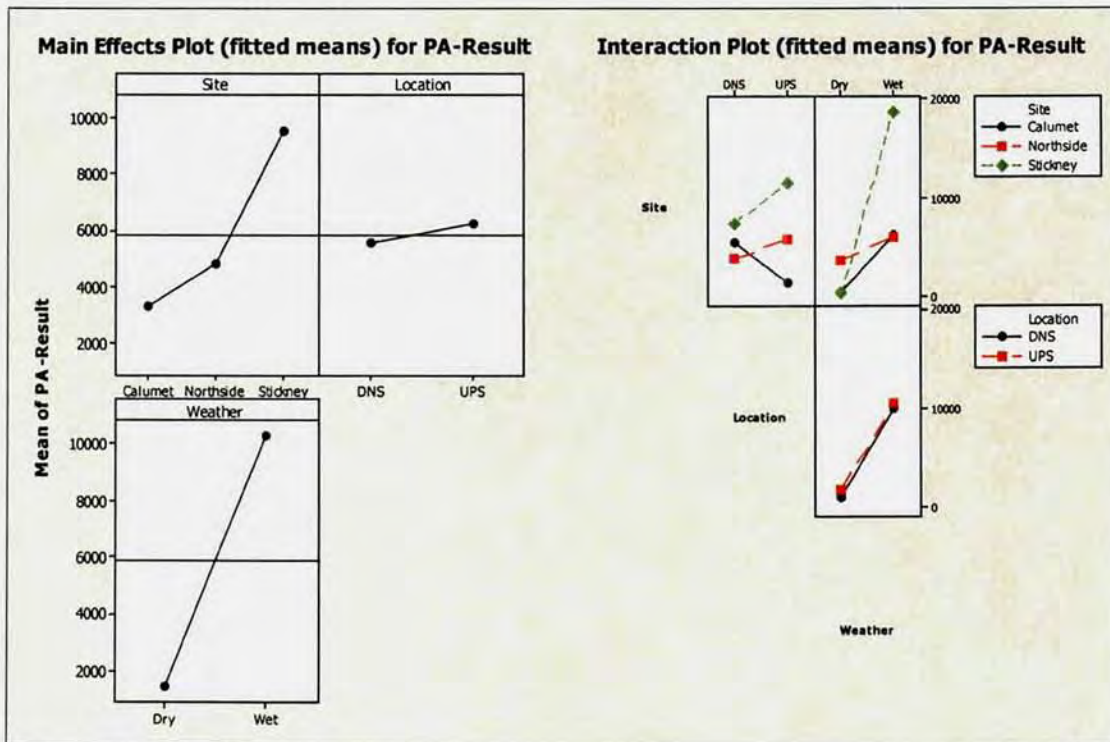 Main Effects Plot (fitted means) for PA-Result
Site
Location
10000
8000
6000
4000
2000
Calumet Northside Stickney
DNS UPS
Weather
10000
8000
6000
4000
2000
Dry Wet
Mean of PA-Result
Interaction Plot (fitted means) for PA-Result
DNS UPS Dry Wet
20000
10000
0
20000
10000
0
Site
Calumet
Northside
Stickney
Location
DNS
UPS
Site
Location
Weather